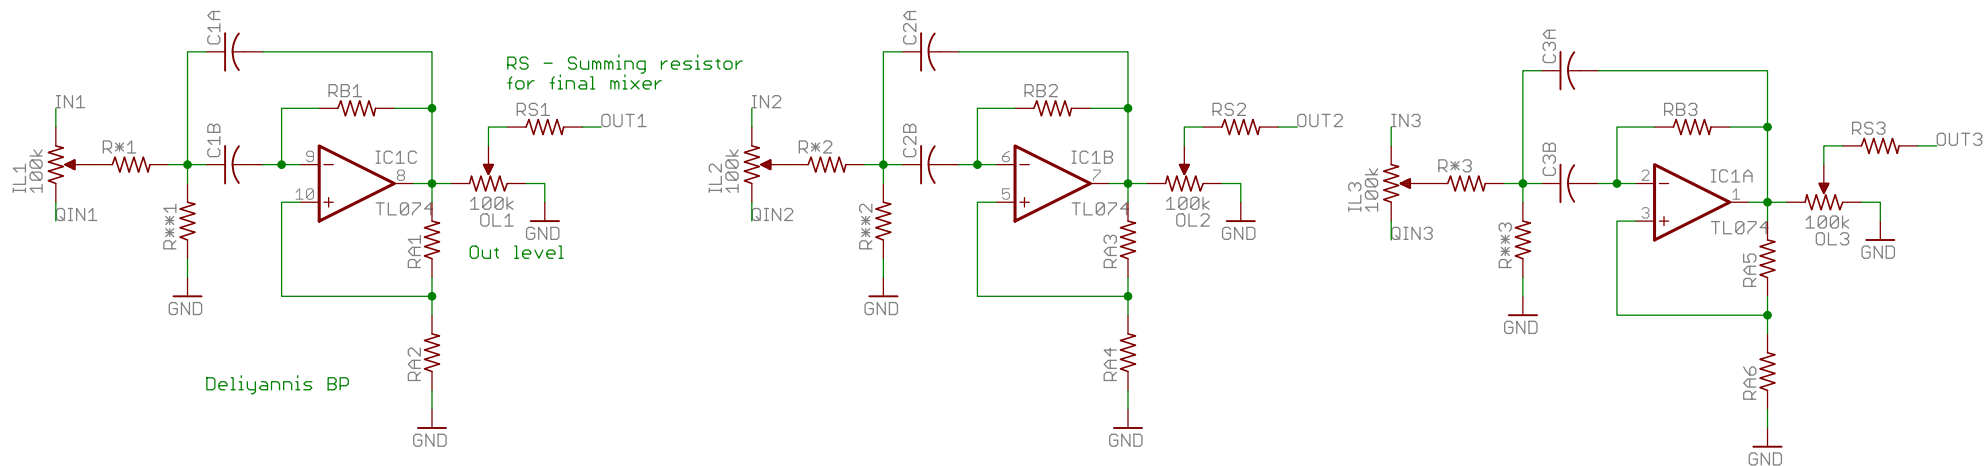 C1A
RS - Summing resistor
for final mixer
RB1
IN1
RS1
OUT1
IL1
100k
R*1
C1B
9
10
IC1C
8
TL074
100k
OL1
GND
QIN1
R**1
RA1
Out level
GND
RA2
Deliyannis BP
GND
C2A
RB2
IN2
RS2
OUT2
IL2
100k
R*2
C2B
6
5
IC1B
7
TL074
100k
OL2
GND
QIN2
R**2
RA3
GND
RA4
GND
C3A
RB3
IN3
RS3
OUT3
IL3
100k
R*3
C3B
2
3
IC1A
1
TL074
100k
OL3
GND
QIN3
R**3
RA5
GND
RA6
GND